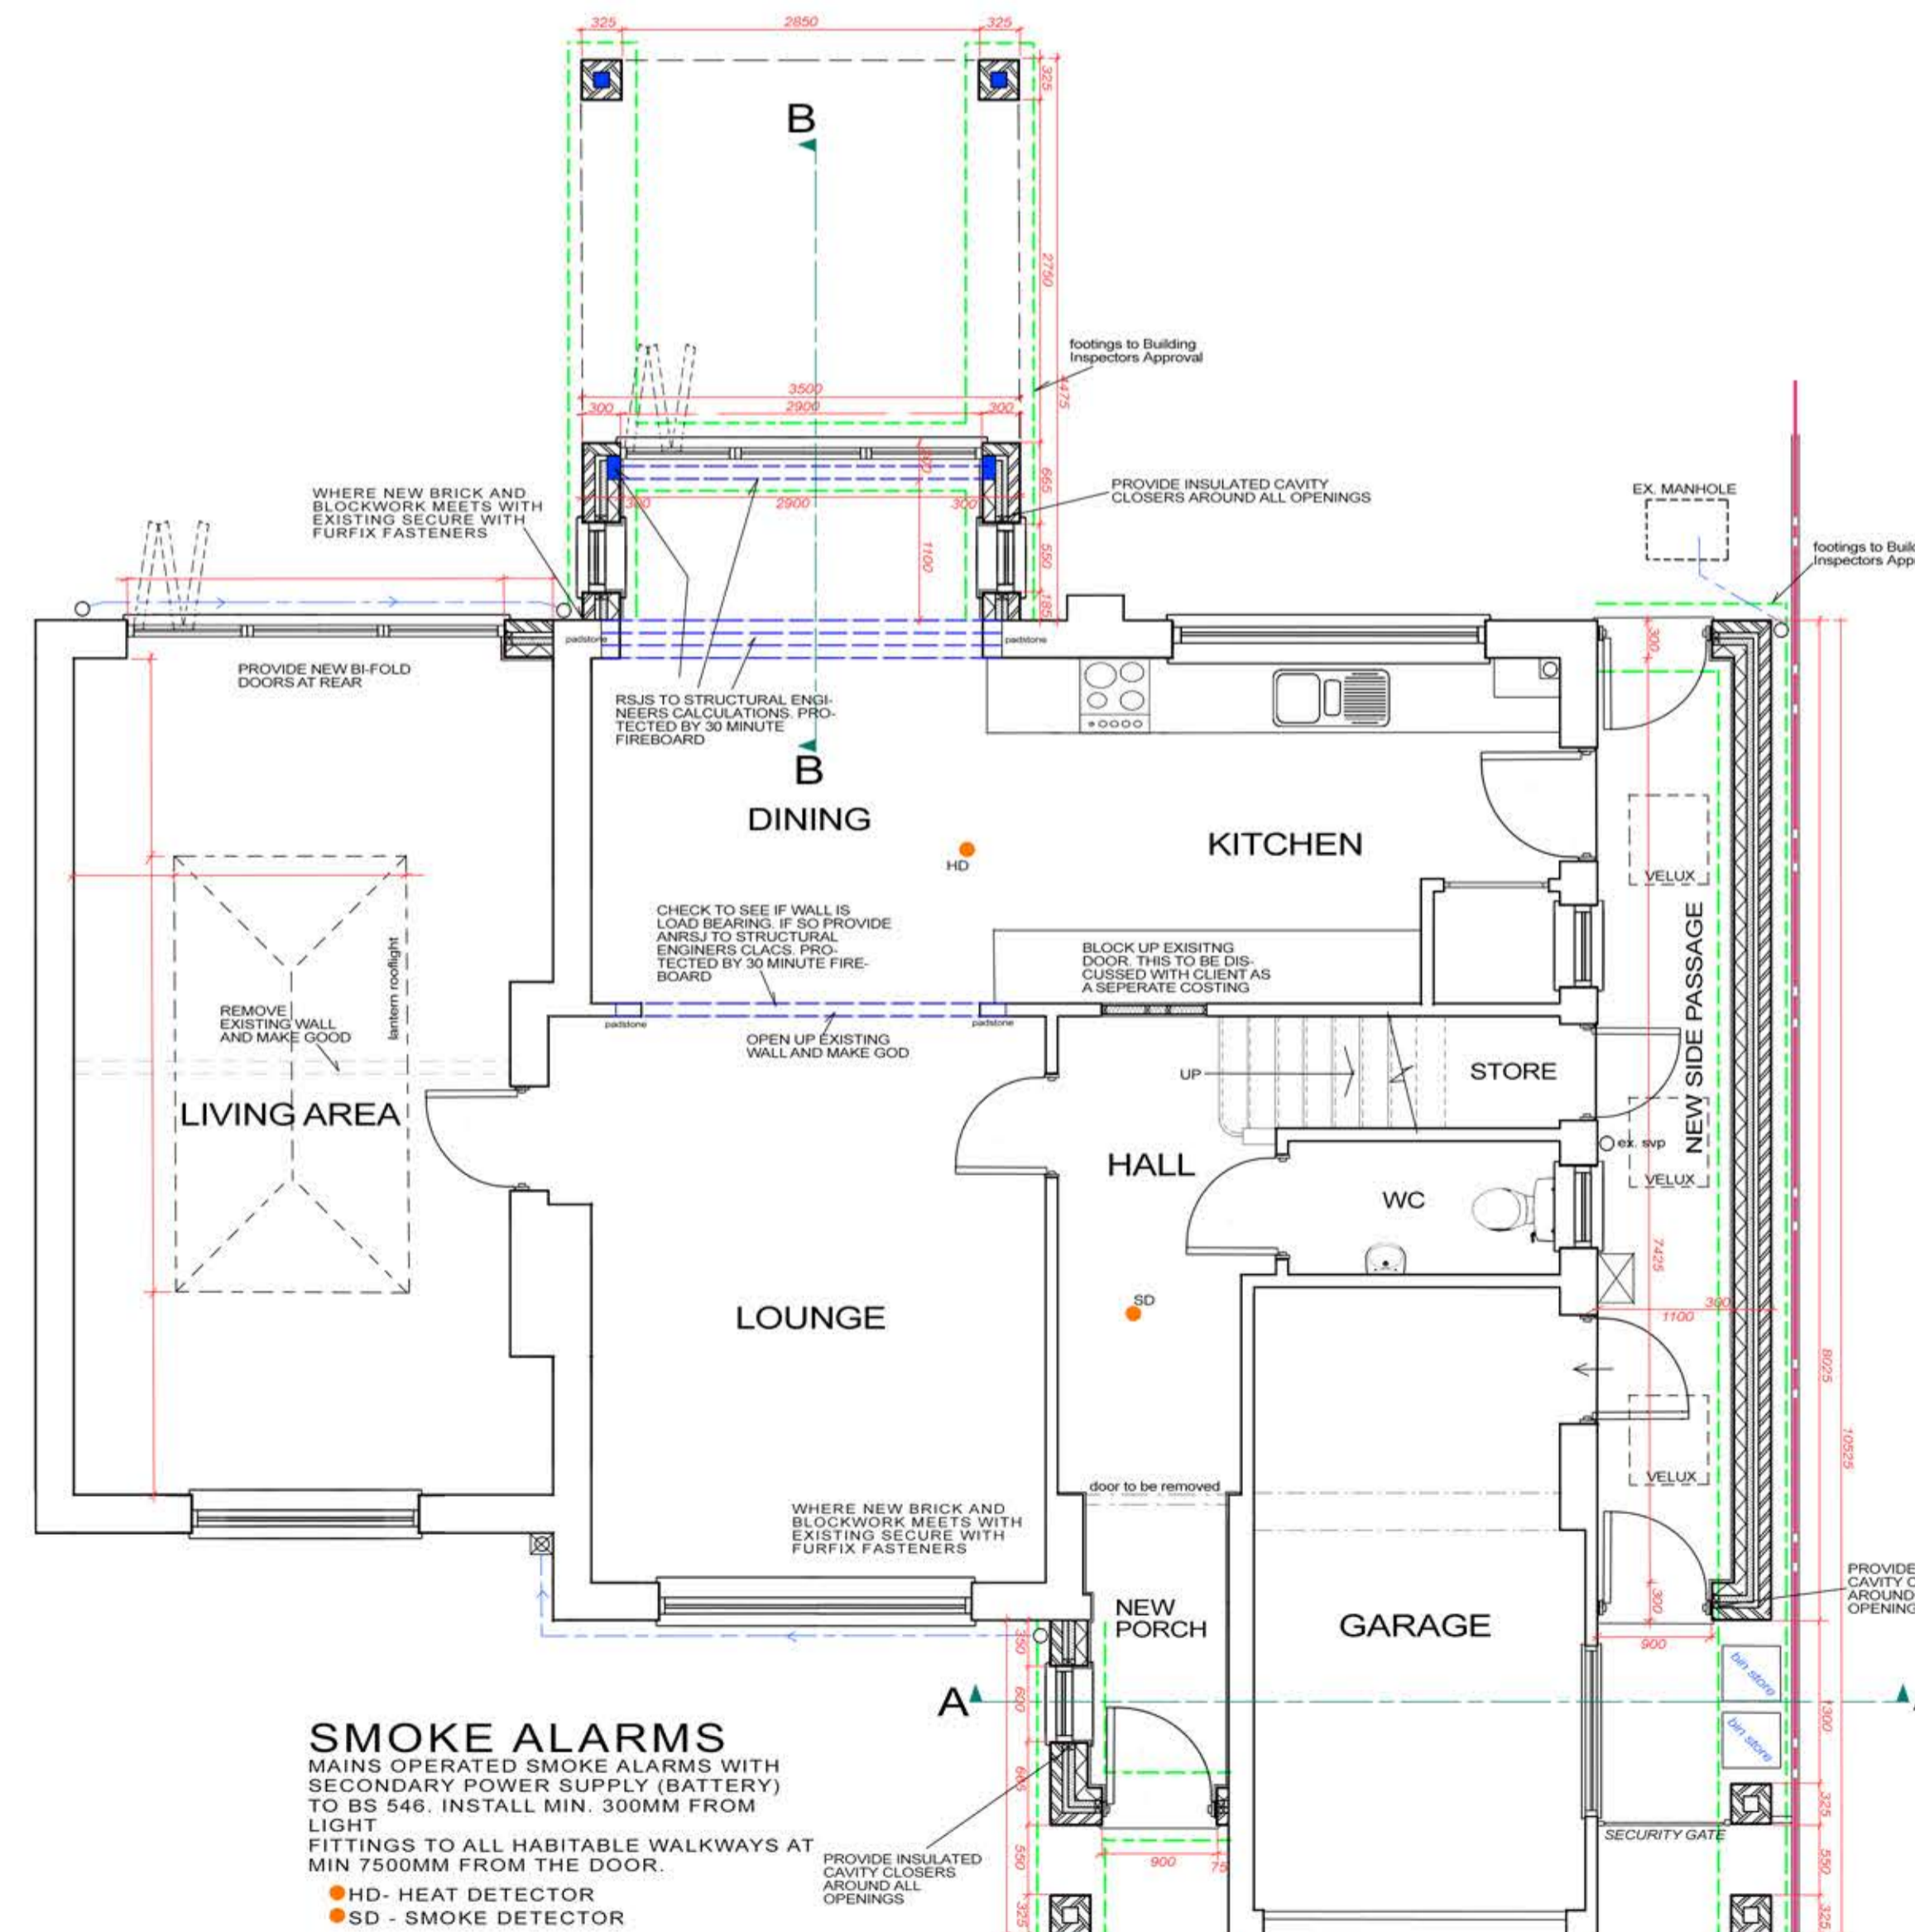 325
2850
325
325
B
2750
footings to Building
Inspectors Approval
4475
3500
300
2900
300
665
WHERE NEW BRICK AND
BLOCKWORK MEETS WITH
EXISTING SECURE WITH
FURFIX FASTENERS
PROVIDE INSULATED CAVITY
CLOSERS AROUND ALL OPENINGS
300
2900
300
1100
550
185
EX. MANHOLE
footings to Buil
Inspectors App
padstone
padstone
300
PROVIDE NEW BI-FOLD
DOORS AT REAR
RSJS TO STRUCTURAL ENGI-
NEERS CALCULATIONS. PRO-
TECTED BY 30 MINUTE
FIREBOARD
B
DINING
HD
KITCHEN
VELUX
CHECK TO SEE IF WALL IS
LOAD BEARING. IF SO PROVIDE
ANRSJ TO STRUCTURAL
ENGINERS CLACS. PRO-
TECTED BY 30 MINUTE FIRE-
BOARD
BLOCK UP EXISITNG
DOOR. THIS TO BE DIS-
CUSSED WITH CLIENT AS
A SEPERATE COSTING
NEW SIDE PASSAGE
lantern rooflight
REMOVE
EXISTING WALL
AND MAKE GOOD
padstone
padstone
OPEN UP EXISTING
WALL AND MAKE GOD
UP
STORE
LIVING AREA
ex. svp
HALL
WC
VELUX
7425
SD
LOUNGE
300
1100
8025
10525
door to be removed
VELUX
WHERE NEW BRICK AND
BLOCKWORK MEETS WITH
EXISTING SECURE WITH
FURFIX FASTENERS
PROVIDE
CAVITY C
AROUND
OPENING
300
NEW
PORCH
GARAGE
350
900
bin store
A
600
1300
bin store
SMOKE ALARMS
MAINS OPERATED SMOKE ALARMS WITH
SECONDARY POWER SUPPLY (BATTERY)
TO BS 546. INSTALL MIN. 300MM FROM
LIGHT
FITTINGS TO ALL HABITABLE WALKWAYS AT
MIN 7500MM FROM THE DOOR.
HD- HEAT DETECTOR
SD - SMOKE DETECTOR
665
325
SECURITY GATE
PROVIDE INSULATED
CAVITY CLOSERS
AROUND ALL
OPENINGS
550
900
75
550
325
325